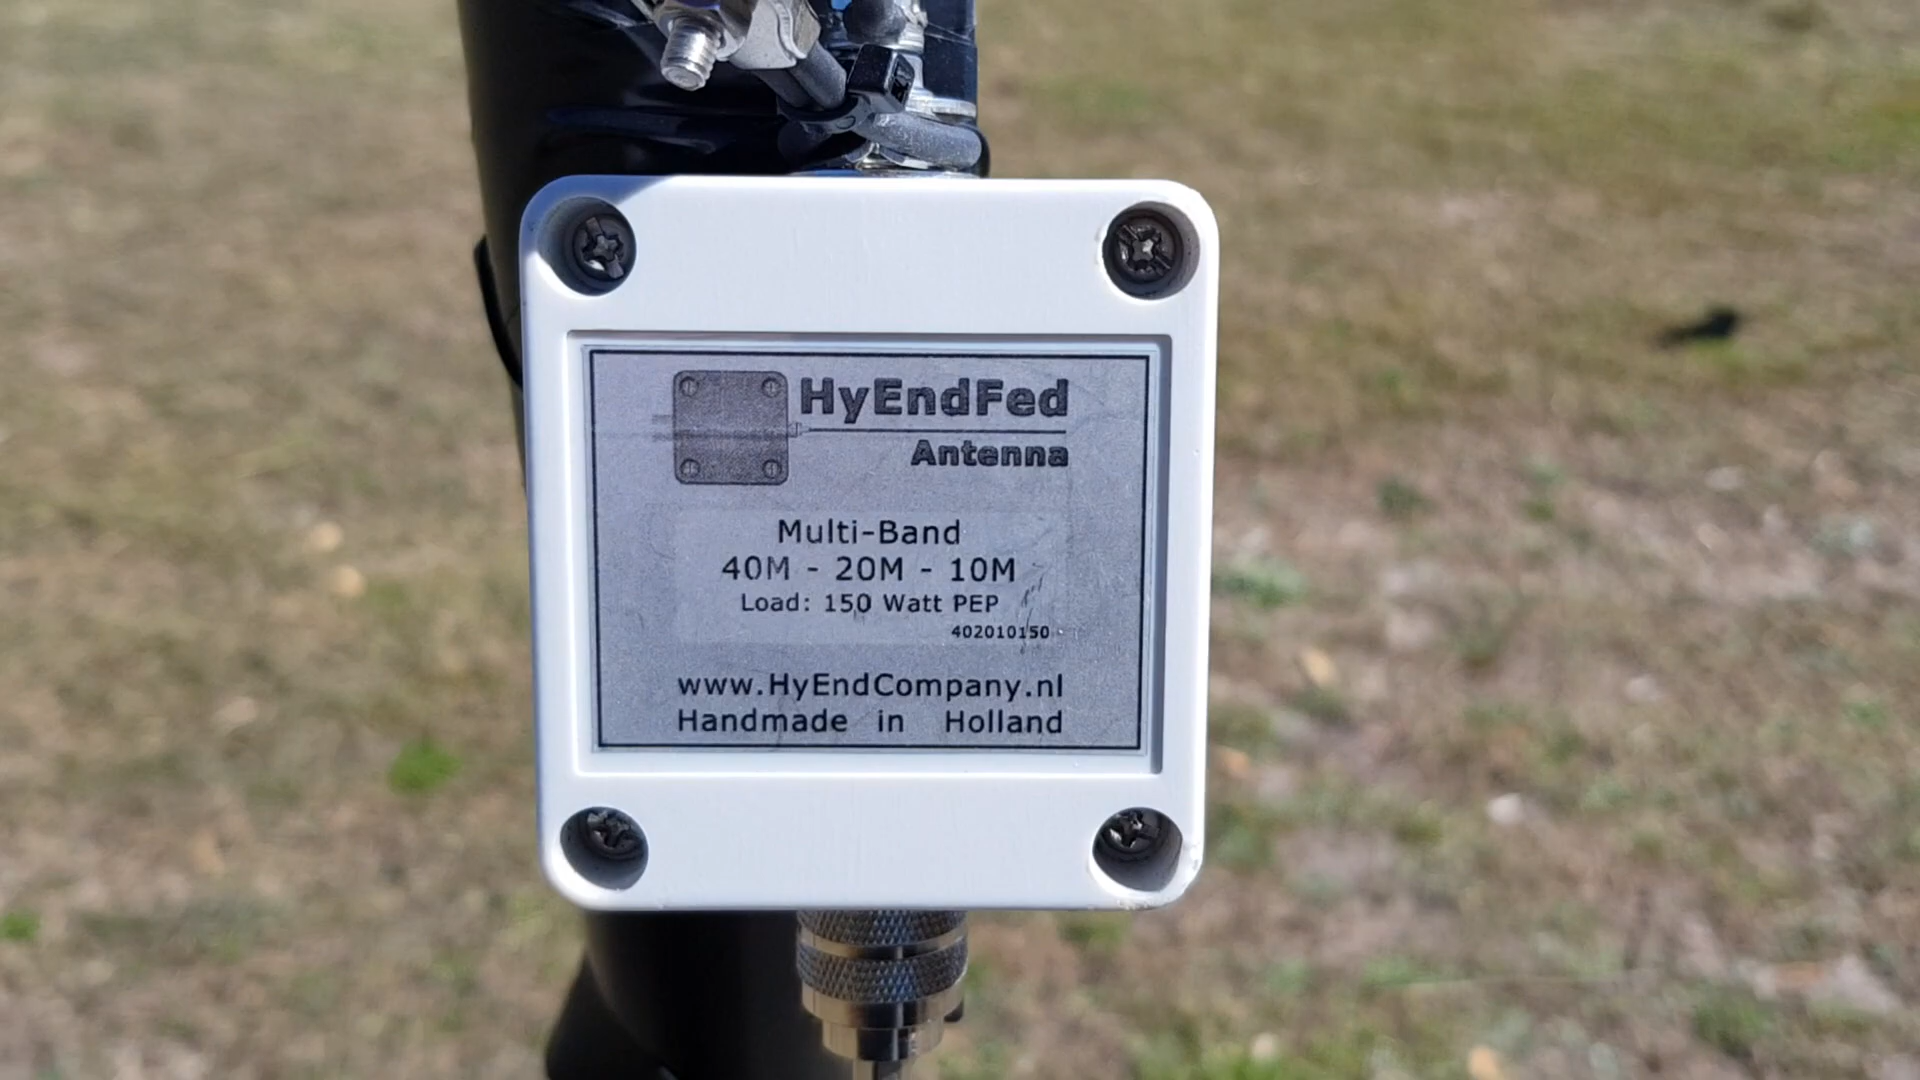 HyEndFed
Antenna
Multi-Band
40M - 20M - 10M
Load: 150 Watt PEP
402010150
www.HyEndCompany.nl
Handmade in Holland